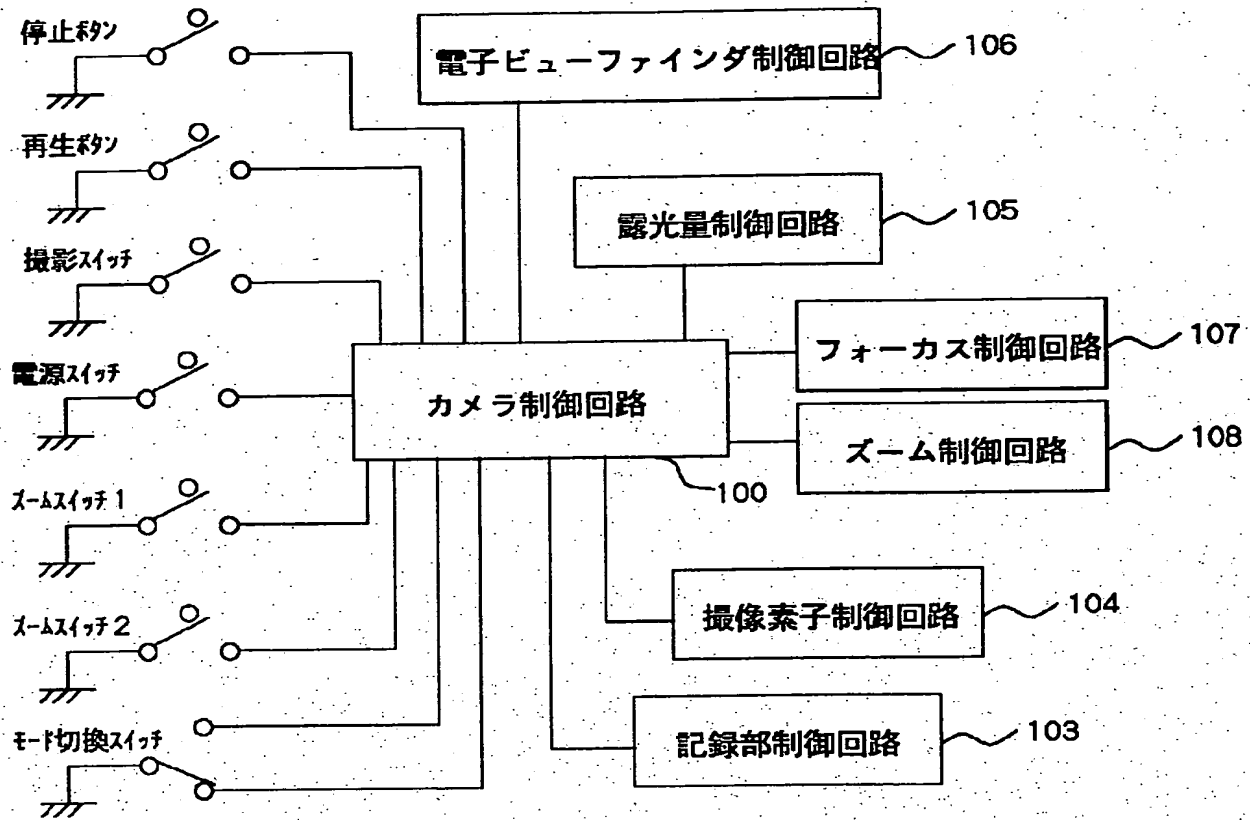 停止ボタン
電子ビューファインダ制御回路
106
再生ボタン
露光量制御回路
105
撮影スイッチ
フォーカス制御回路
107
電源スイッチ
カメラ制御回路
100
ズーム制御回路
108
ズームスイッチ1
ズームスイッチ2
撮像素子制御回路
104
モード切換スイッチ
記録部制御回路
103